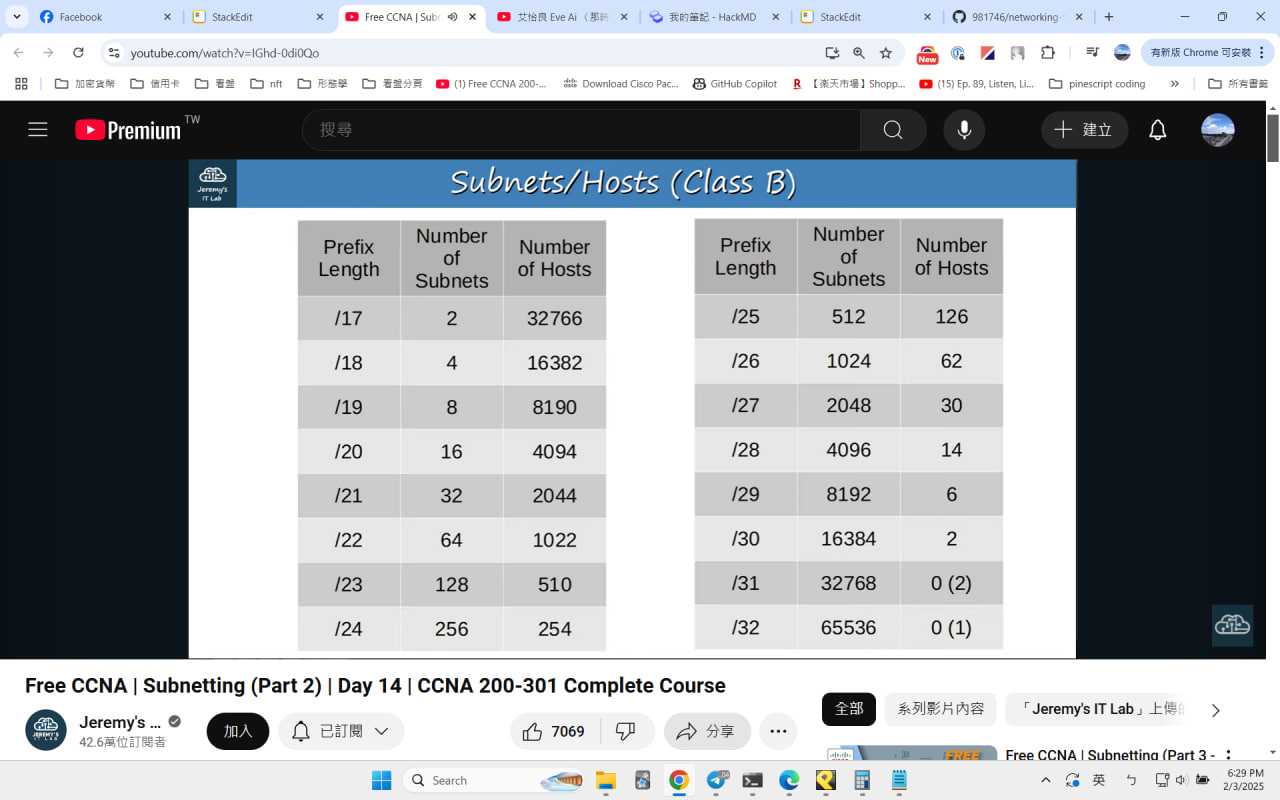 Facebook
StackEdit
Free CCNA | Sub
艾怡良 Eve Ai 〈那時
我的筆記 - HackMD
StackEdit
981746/networking-
youtube.com/watch?v=IGhd-0di0Qo
New
有新版 Chrome 可安裝
加密貨幣
信用卡
看盤
nft
形態學
看盤分頁
(1) Free CCNA 200-...
Download Cisco Pac...
GitHub Copilot
【楽天市場】Shopp...
(15) Ep. 89, Listen, Li...
pinescript coding
所有書籤
Premium TW
搜尋
建立
Jeremy's
IT Lab
Subnets/Hosts (Class B)
Prefix Length Number of Subnets Number of Hosts
/17 2 32766
/18 4 16382
/19 8 8190
/20 16 4094
/21 32 2044
/22 64 1022
/23 128 510
/24 256 254
Prefix Length Number of Subnets Number of Hosts
/25 512 126
/26 1024 62
/27 2048 30
/28 4096 14
/29 8192 6
/30 16384 2
/31 32768 0 (2)
/32 65536 0 (1)
Free CCNA | Subnetting (Part 2) | Day 14 | CCNA 200-301 Complete Course
JEREMY'S
IT LAB
Jeremy's ...
42.6萬位訂閱者
加入
已訂閱
7069
分享
全部
系列影片內容
「Jeremy's IT Lab」上傳的
FREE
Free CCNA | Subnetting (Part 3 -
Search
04
英
ㄅ
6:29 PM
2/3/2025